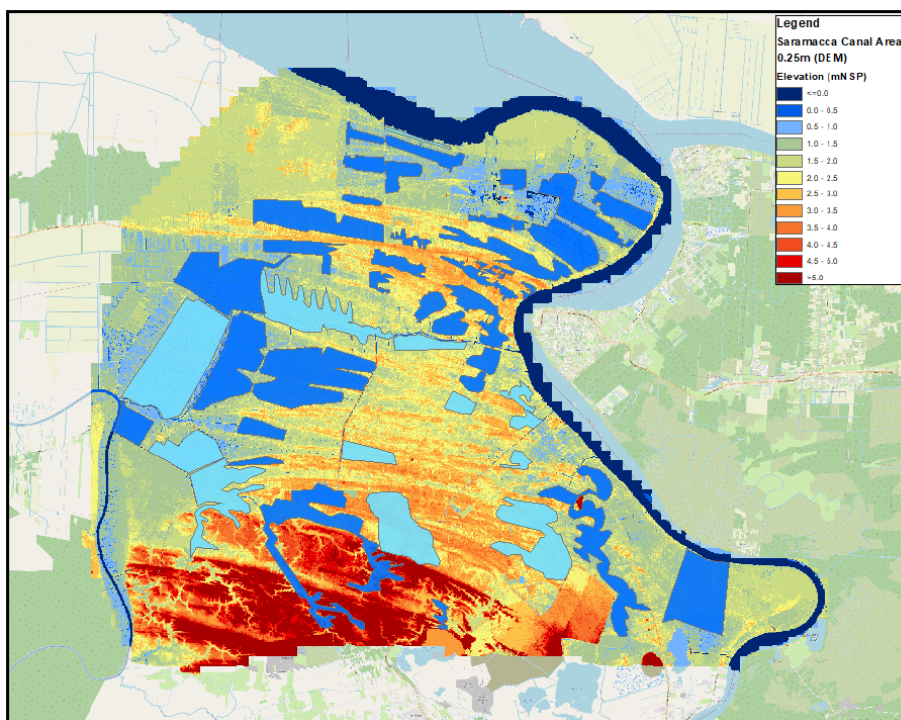 Legend
Saramacca Canal Area
0.25m (DEM)
Elevation (mNSP)
<=0.0
0.0 - 0.5
0.5 - 1.0
1.0 - 1.5
1.5 - 2.0
2.0 - 2.5
2.5 - 3.0
3.0 - 3.5
3.5 - 4.0
4.0 - 4.5
4.5 - 5.0
>5.0